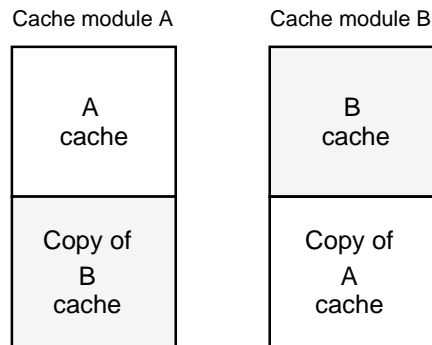 Cache module A
A
cache
Copy of
B
cache
Cache module B
B
cache
Copy of
A
cache